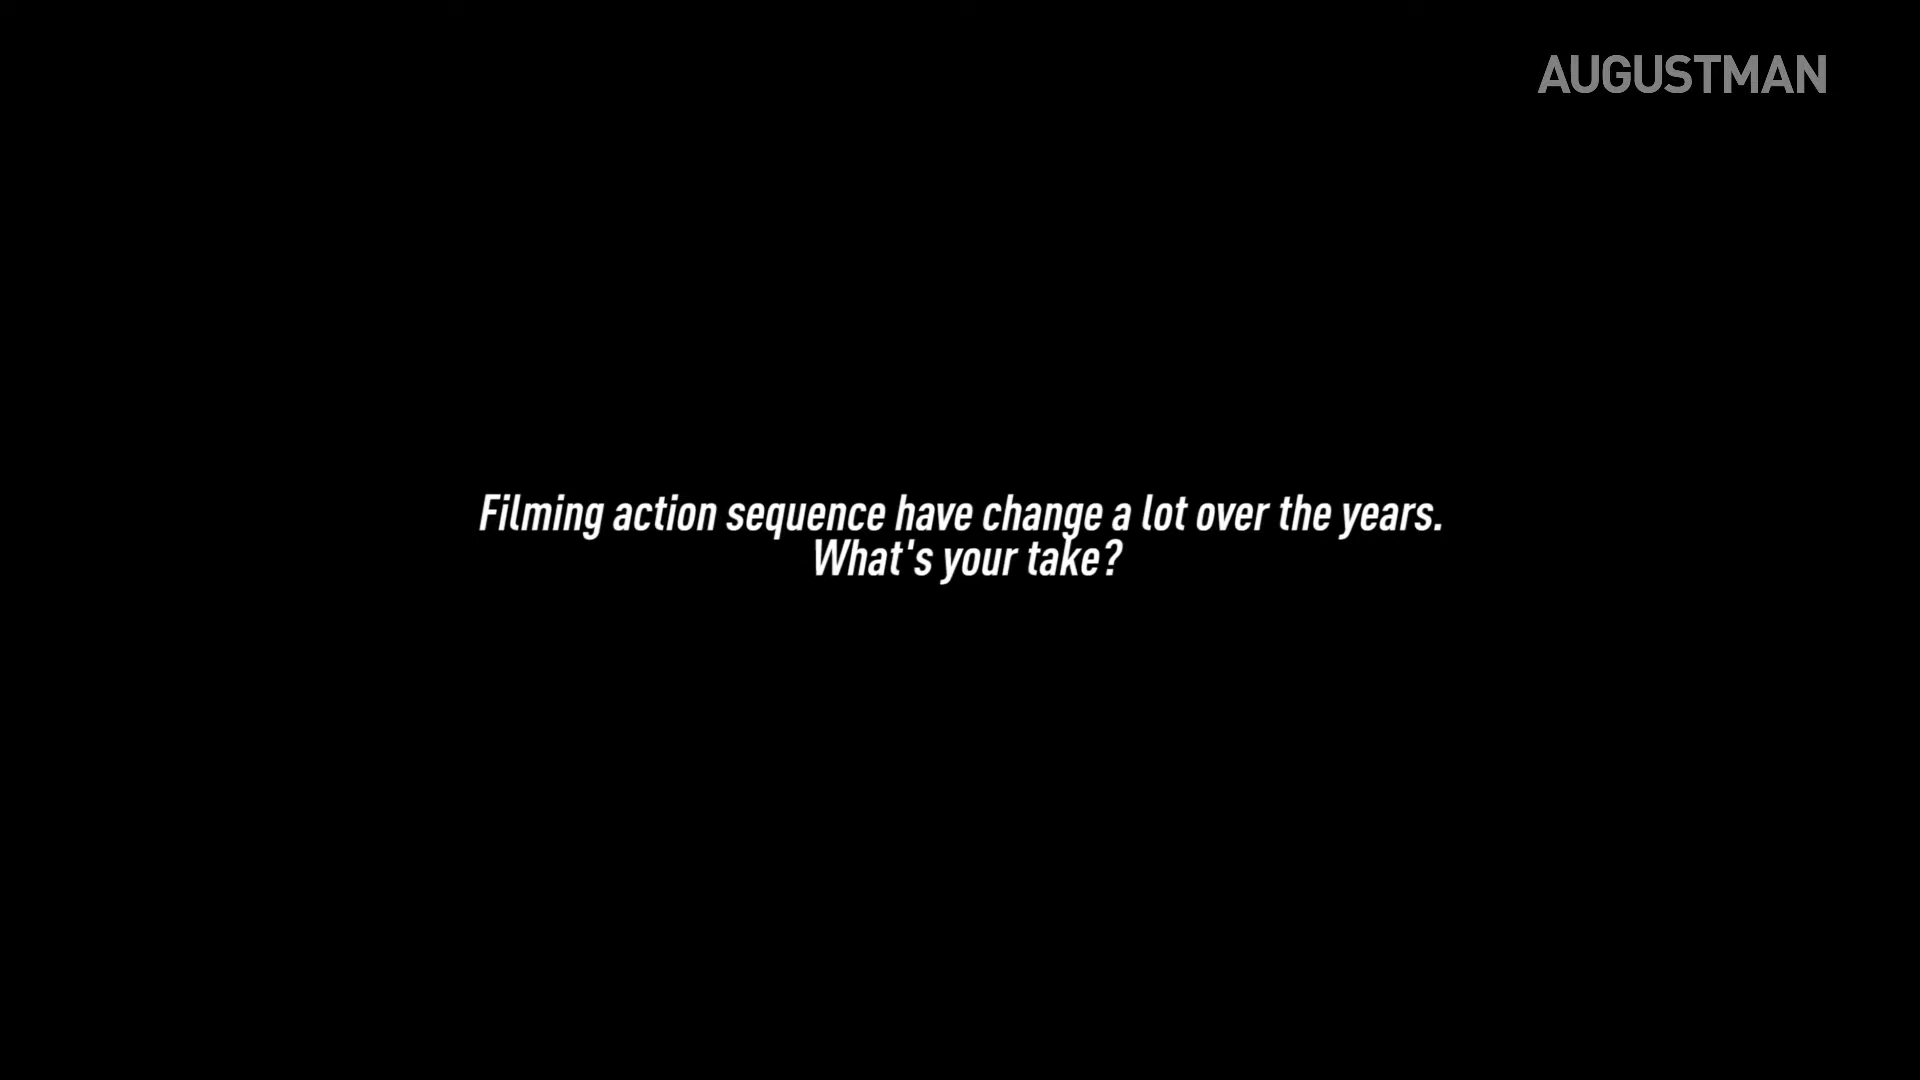 AUGUSTMAN
Filming action sequence have change a lot over the years.
What's your take?